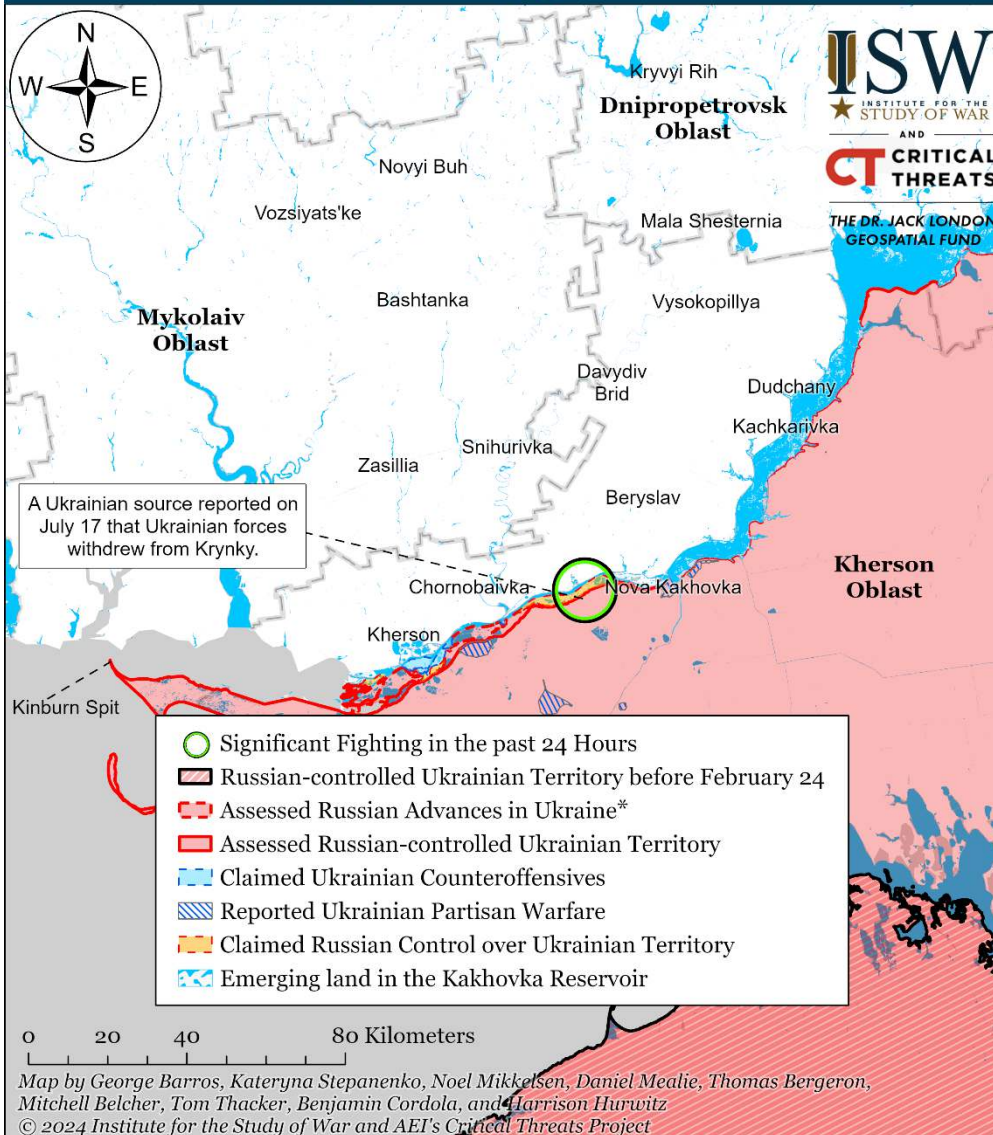 N
W
E
S
ISW
INSTITUTE FOR THE
STUDY OF WAR
AND
CT CRITICAL
THREATS
THE DR. JACK LONDON
GEOSPATIAL FUND
Kryvyi Rih
Dnipropetrovsk
Oblast
Novyi Buh
Vozsiyats'ke
Mala Shesternia
Bashtanka
Vysokopillya
Mykolaiv
Oblast
Davydiv
Brid
Dudchany
Kachkarivka
Snihurivka
Zasillia
Beryslav
A Ukrainian source reported on
July 17 that Ukrainian forces
withdrew from Krynky.
Chornobaivka
Nova Kakhovka
Kherson
Oblast
Kherson
Kinburn Spit
Significant Fighting in the past 24 Hours
Russian-controlled Ukrainian Territory before February 24
Assessed Russian Advances in Ukraine*
Assessed Russian-controlled Ukrainian Territory
Claimed Ukrainian Counteroffensives
Reported Ukrainian Partisan Warfare
Claimed Russian Control over Ukrainian Territory
Emerging land in the Kakhovka Reservoir
0 20 40 80 Kilometers
Map by George Barros, Kateryna Stepanenko, Noel Mikkelsen, Daniel Mealie, Thomas Bergeron,
Mitchell Belcher, Tom Thacker, Benjamin Cordola, and Harrison Hurwitz
© 2024 Institute for the Study of War and AEI's Critical Threats Project